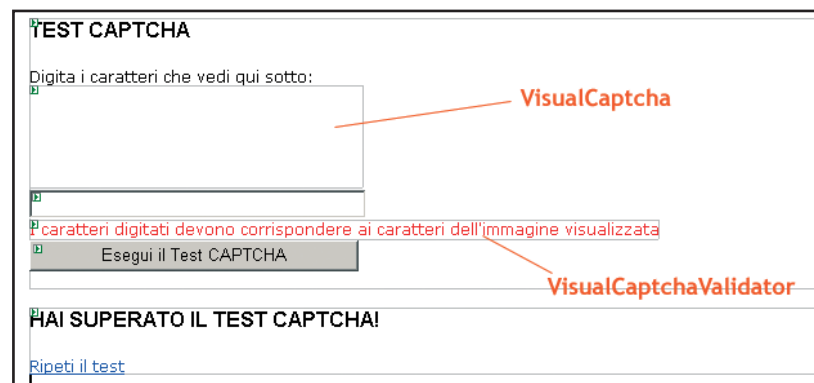 TEST CAPTCHA
Digita i caratteri che vedi qui sotto:
VisualCaptcha
I caratteri digitati devono corrispondere ai caratteri dell'immagine visualizzata
Esegui il Test CAPTCHA
VisualCaptchaValidator
HAI SUPERATO IL TEST CAPTCHA!
Ripeti il test